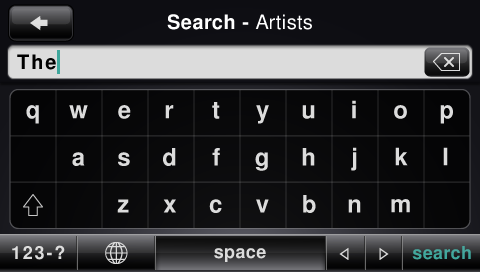 Search - Artists
The
q w e r t y u i o p
a s d f g h j k l
z x c v b n m
123-? space search